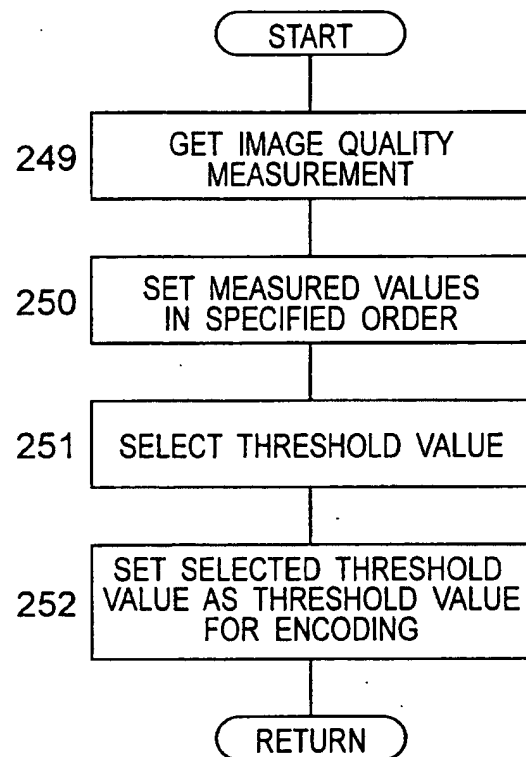 START
249
GET IMAGE QUALITY
MEASUREMENT
250
SET MEASURED VALUES
IN SPECIFIED ORDER
251
SELECT THRESHOLD VALUE
252
SET SELECTED THRESHOLD
VALUE AS THRESHOLD VALUE
FOR ENCODING
RETURN